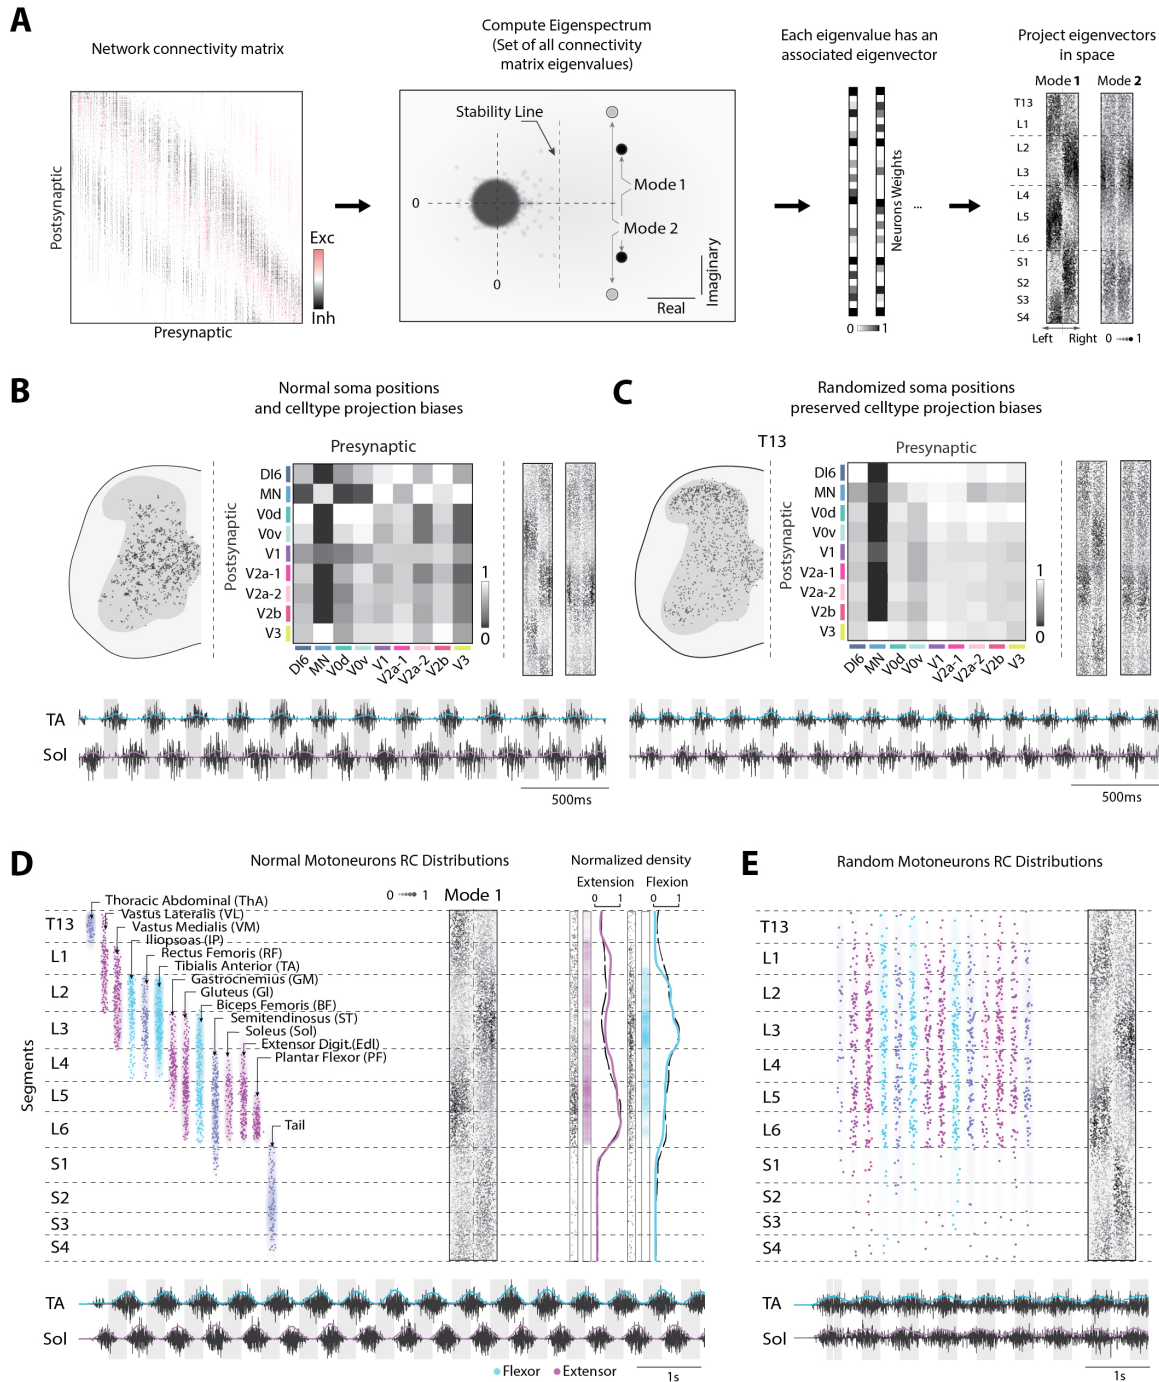 A
Network connectivity matrix
Postsynaptic
Presynaptic
Exc
Inh
Compute Eigenspectrum
(Set of all connectivity
matrix eigenvalues)
Stability Line
0
0
Mode 1
Mode 2
Real
Imaginary
Each eigenvalue has an
associated eigenvector
Neurons Weights
...
0 1
Project eigenvectors
in space
Mode 1 Mode 2
T13
L1
L2
L3
L4
L5
L6
S1
S2
S3
S4
Left Right 0 1
B
Normal soma positions
and celltype projection biases
Presynaptic
Postsynaptic
DI6
MN
V0d
V0v
V1
V2a-1
V2a-2
V2b
V3
DI6 MN V0d V0v V1 V2a-1 V2a-2 V2b V3
1
0
TA
Sol
500ms
C
Randomized soma positions
preserved celltype projection biases
T13
Presynaptic
Postsynaptic
DI6
MN
V0d
V0v
V1
V2a-1
V2a-2
V2b
V3
DI6 MN V0d V0v V1 V2a-1 V2a-2 V2b V3
1
0
500ms
D
Normal Motoneurons RC Distributions
0 1 Mode 1
Normalized density
Extension Flexion
0 1 0 1
Segments
T13
L1
L2
L3
L4
L5
L6
S1
S2
S3
S4
Thoracic Abdominal (ThA)
Vastus Lateralis (VL)
Vastus Medialis (VM)
Iliopsoas (IP)
Rectus Femoris (RF)
Tibialis Anterior (TA)
Gastrocnemius (GM)
Gluteus (Gl)
Biceps Femoris (BF)
Semitendinosus (ST)
Soleus (Sol)
Extensor Digit.(Edl)
Plantar Flexor (PF)
Tail
TA
Sol
Flexor Extensor
1s
E
Random Motoneurons RC Distributions
T13
L1
L2
L3
L4
L5
L6
S1
S2
S3
S4
TA
Sol
1s